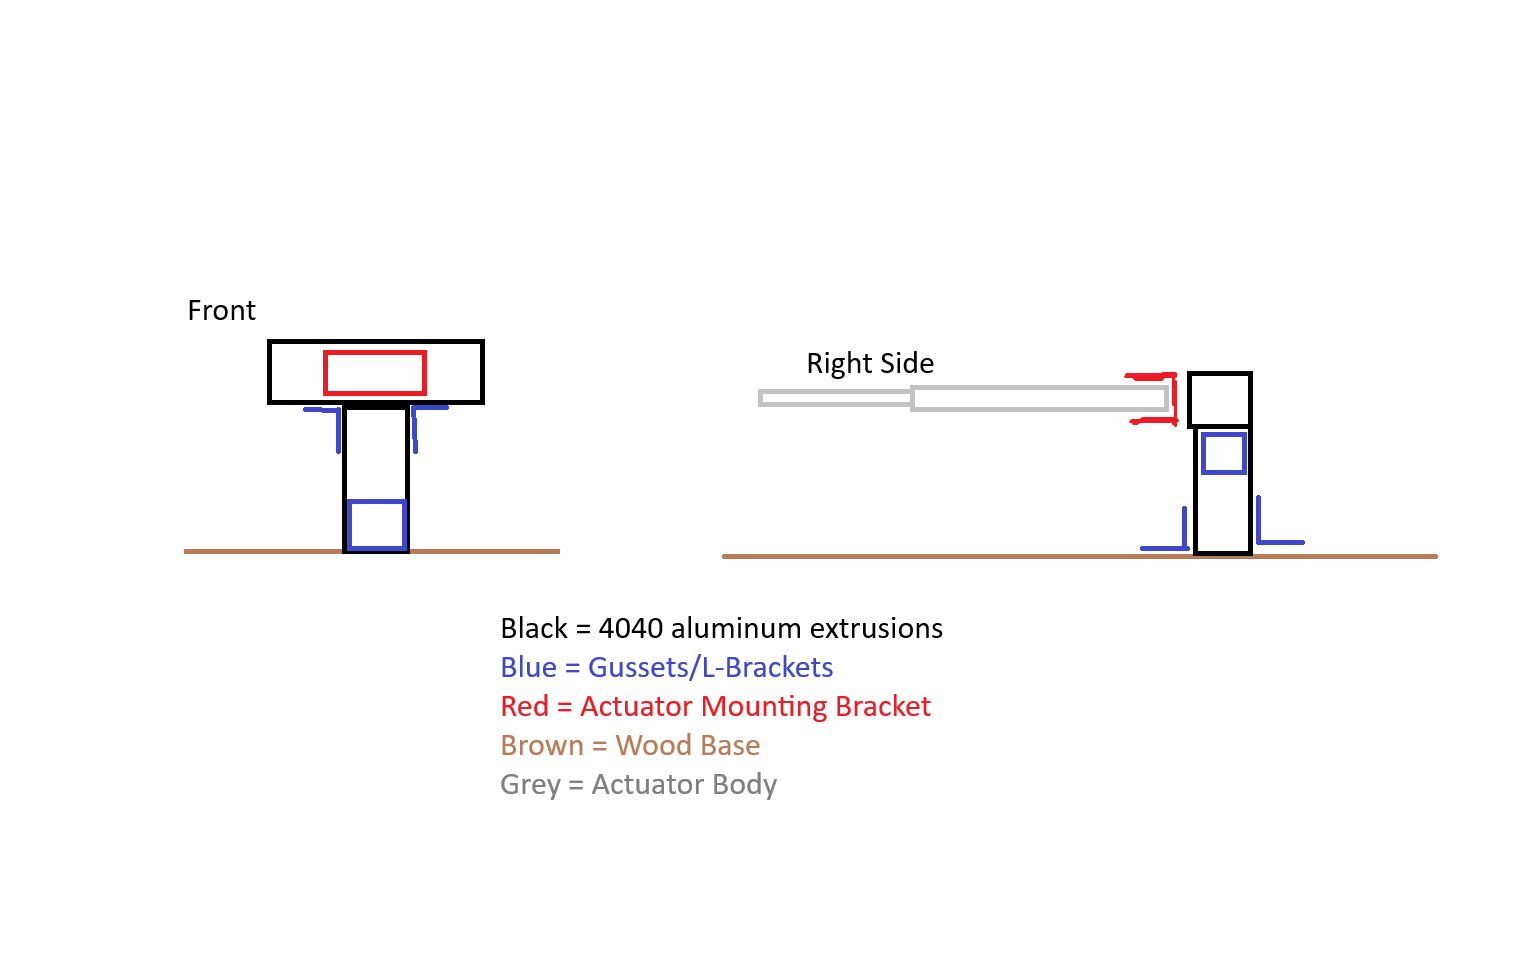 Front
Right Side
Black = 4040 aluminum extrusions
Blue = Gussets/L-Brackets
Red = Actuator Mounting Bracket
Brown = Wood Base
Grey = Actuator Body